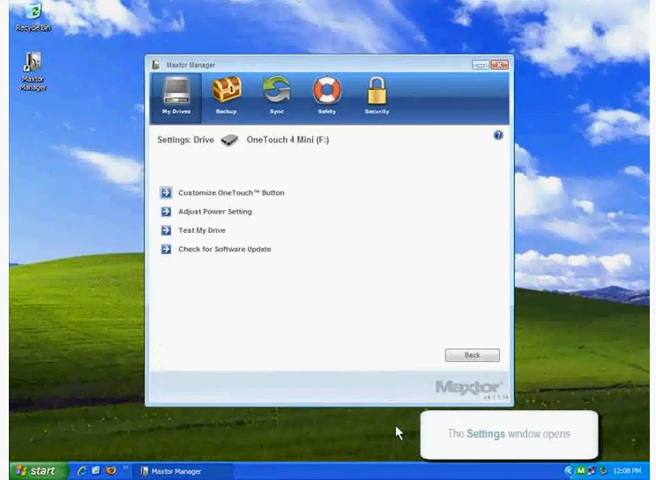 Recycle Bin
Maxtor
Manager
Maxtor Manager
My Drives
Backup
Sync
Safety
Security
Settings: Drive OneTouch 4 Mini (F:)
?
Customize OneTouch™ Button
Adjust Power Setting
Test My Drive
Check for Software Update
Back
Maxtor
The Settings window opens
start
Maxtor Manager
12:08 PM